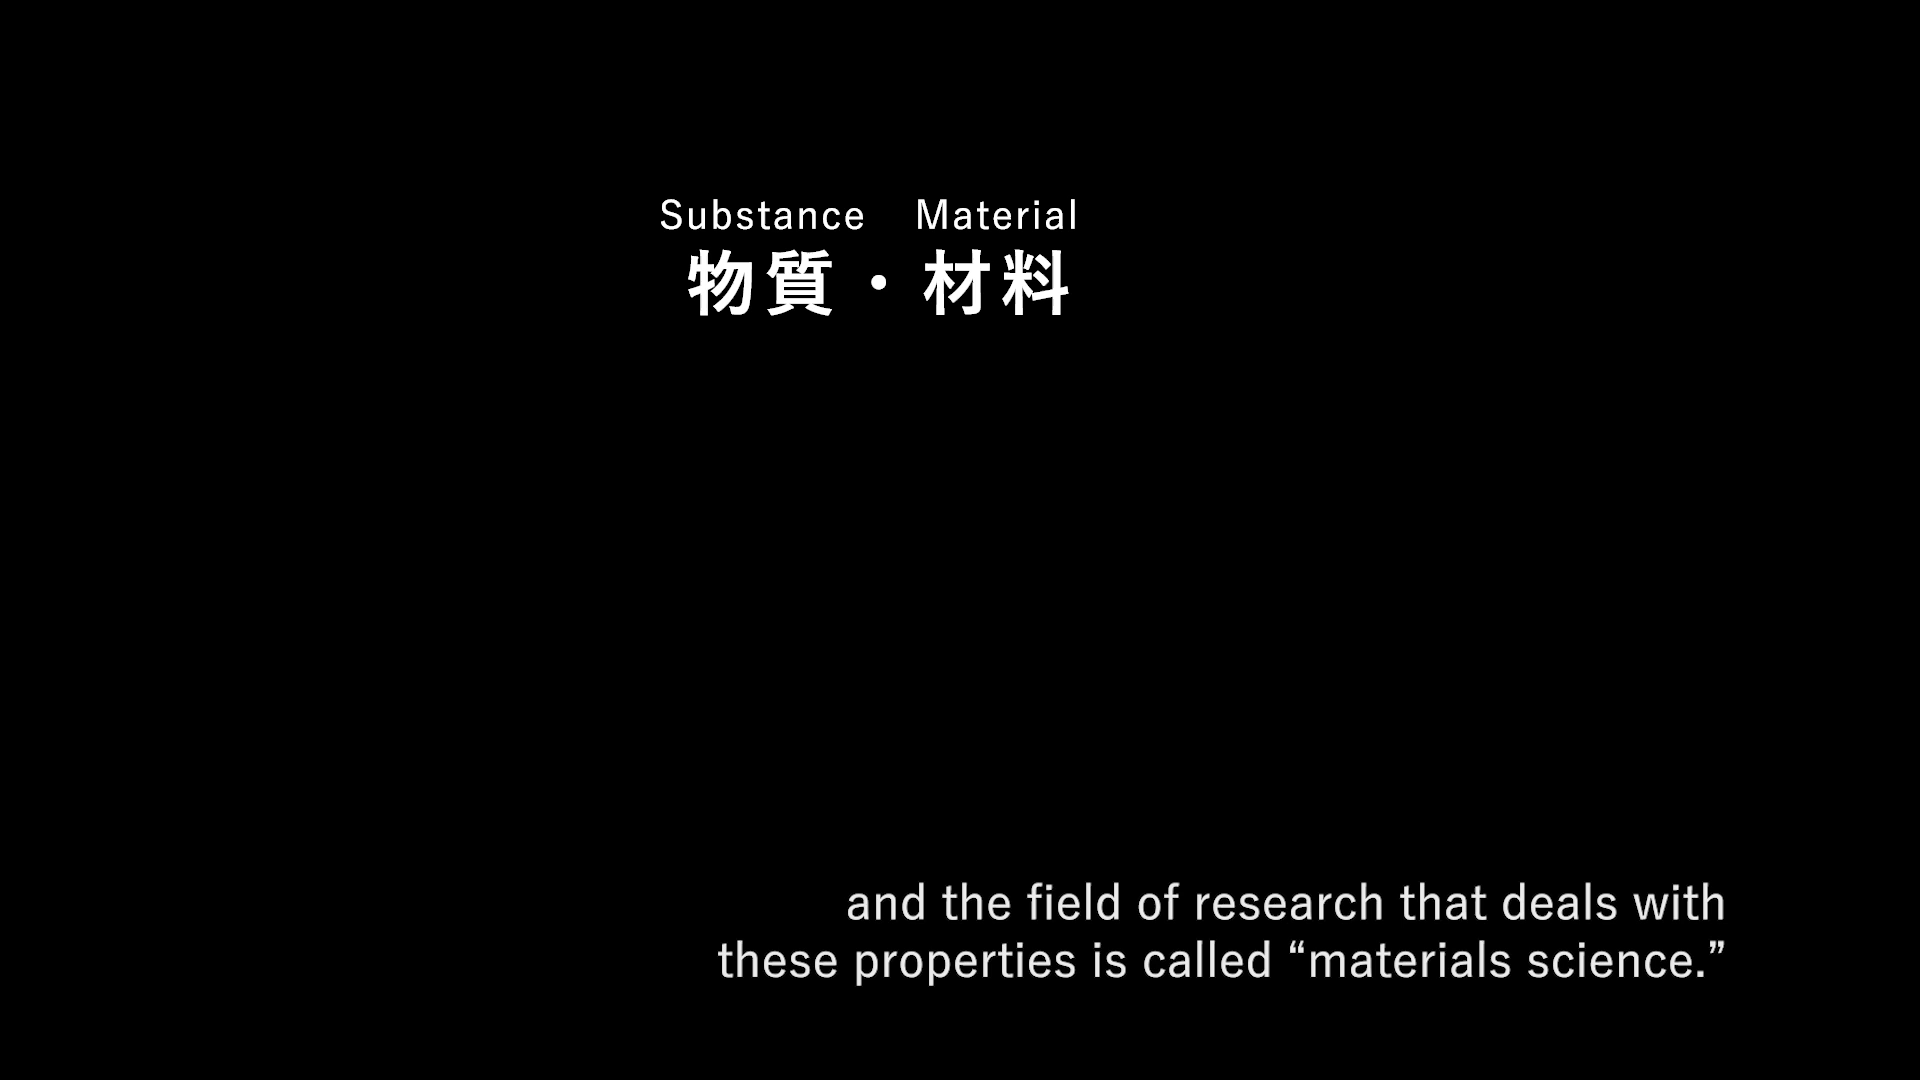 Substance Material
物質・材料
and the field of research that deals with
these properties is called “materials science.”